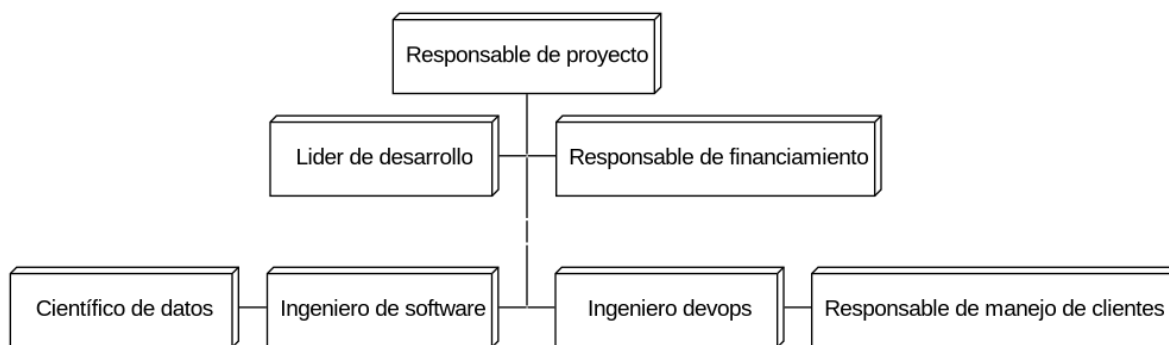 Responsable de proyecto
Lider de desarrollo
Responsable de financiamiento
Científico de datos
Ingeniero de software
Ingeniero devops
Responsable de manejo de clientes